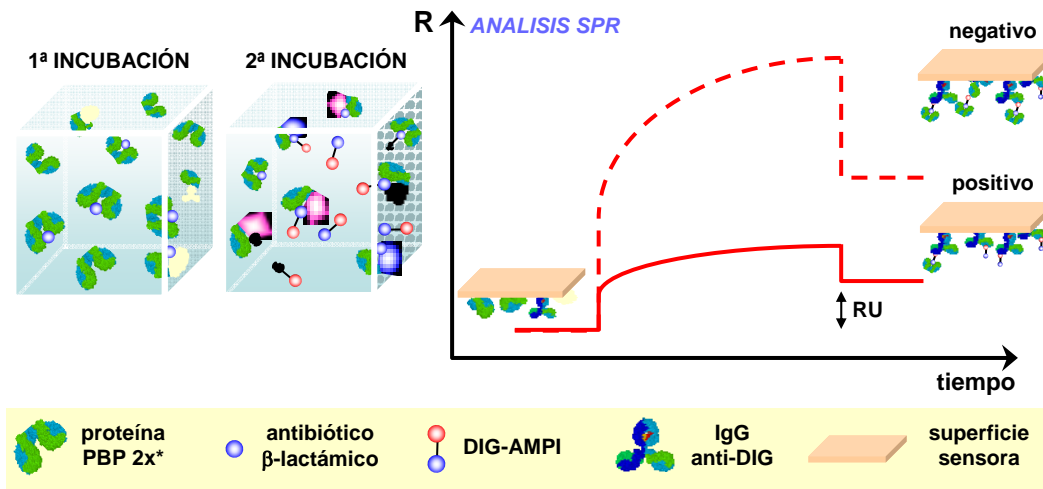 R
ANALISIS SPR
negativo
1ª INCUBACIÓN
2ª INCUBACIÓN
positivo
RU
tiempo
proteína
PBP 2x*
antibiótico
β-lactámico
DIG-AMPI
IgG
anti-DIG
superficie
sensora